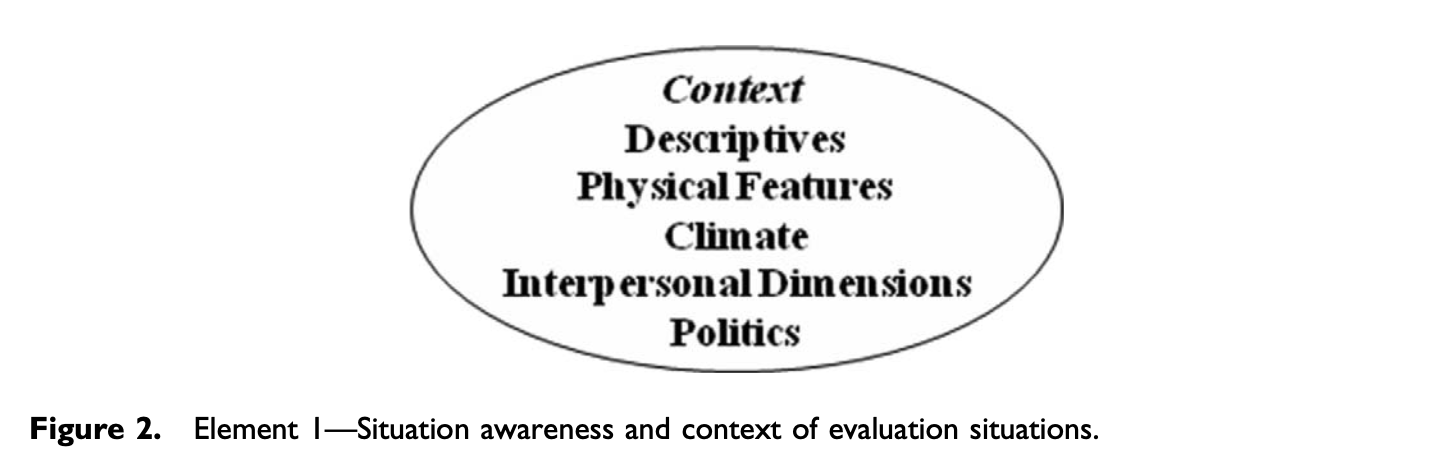 Context
Descriptives
Physical Features
Climate
Interpersonal Dimensions
Politics
Figure 2. Element 1—Situation awareness and context of evaluation situations.